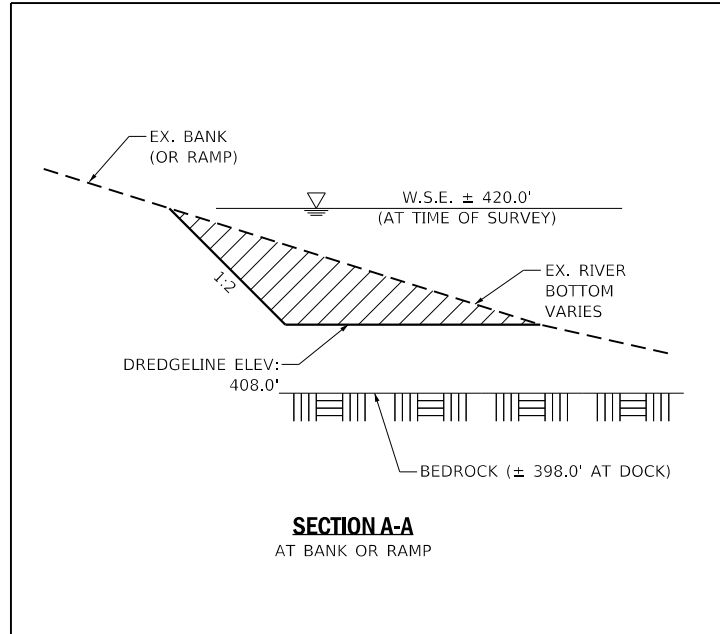 EX. BANK
(OR RAMP)
W.S.E. ± 420.0'
(AT TIME OF SURVEY)
1:2
EX. RIVER
BOTTOM
VARIES
DREDGELINE ELEV:
408.0'
BEDROCK (± 398.0' AT DOCK)
SECTION A-A
AT BANK OR RAMP